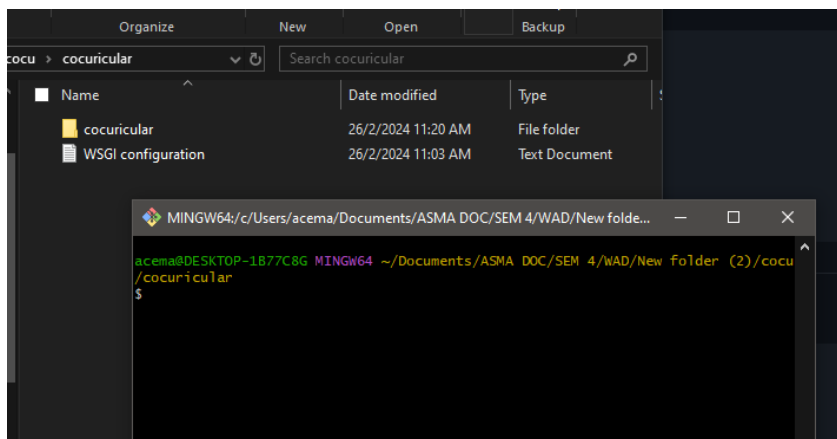 Organize New Open Backup
cocu > cocuricular Search cocuricular
Name Date modified Type
cocuricular 26/2/2024 11:20 AM File folder
WSGI configuration 26/2/2024 11:03 AM Text Document
MINGW64:/c/Users/acema/Documents/ASMA DOC/SEM 4/WAD/New folde...
acema@DESKTOP-1B77C8G MINGW64 ~/Documents/ASMA DOC/SEM 4/WAD/New folder (2)/cocu
/cocuricular
$